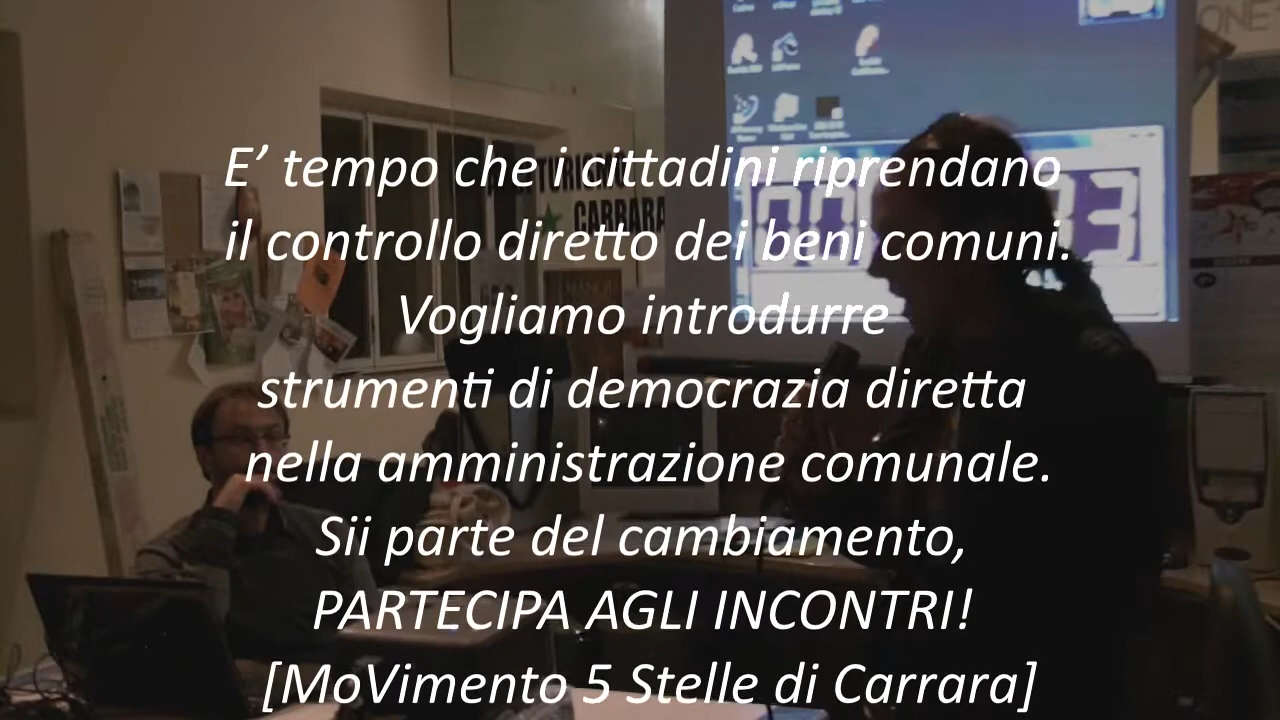 E’ tempo che i cittadini riprendano
il controllo diretto dei beni comuni.
Vogliamo introdurre
strumenti di democrazia diretta
nella amministrazione comunale.
Sii parte del cambiamento,
PARTECIPA AGLI INCONTRI!
[MoVimento 5 Stelle di Carrara]
CARRARA